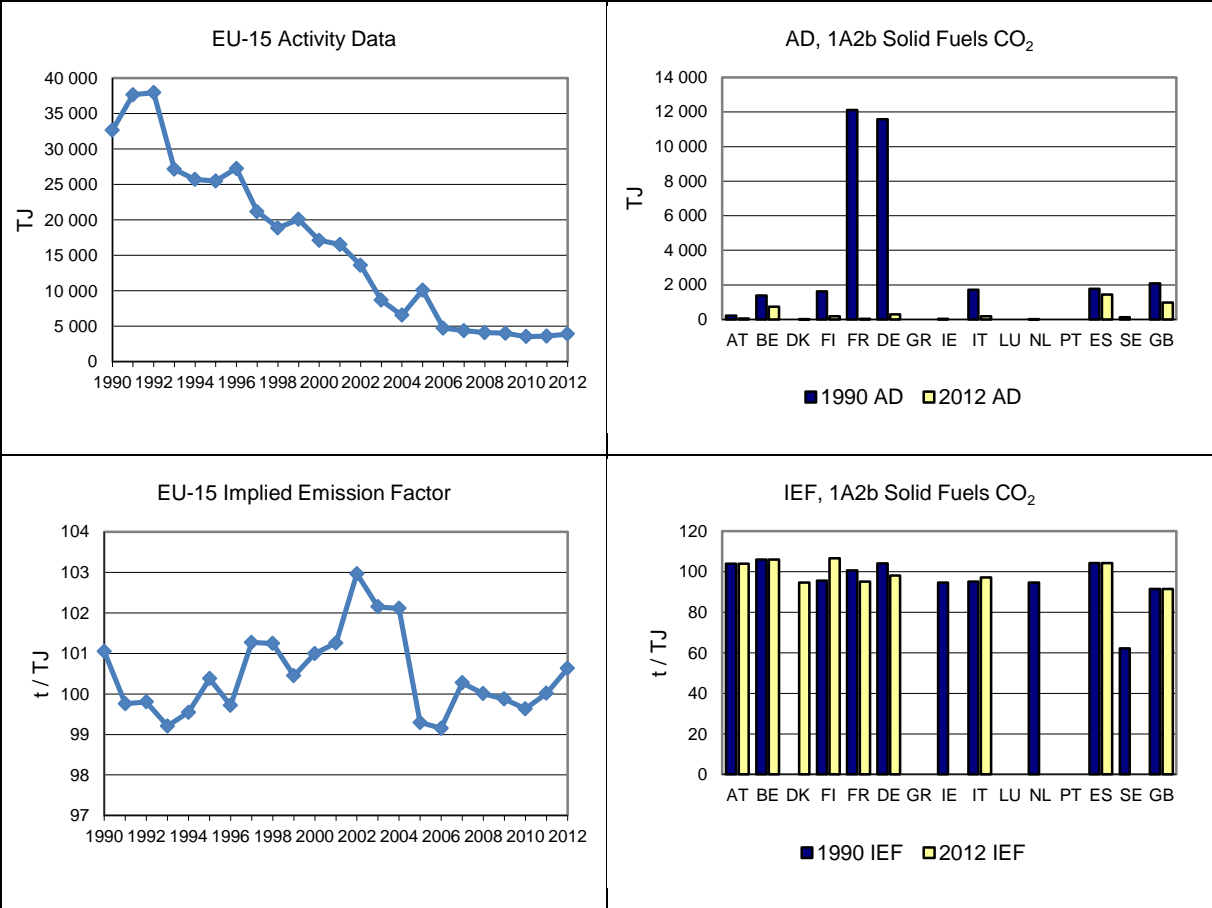 EU-15 Activity Data
TJ
40 000
35 000
30 000
25 000
20 000
15 000
10 000
5 000
0
1990 1992 1994 1996 1998 2000 2002 2004 2006 2008 2010 2012
AD, 1A2b Solid Fuels CO₂
TJ
14 000
12 000
10 000
8 000
6 000
4 000
2 000
0
AT BE DK FI FR DE GR IE IT LU NL PT ES SE GB
1990 AD 2012 AD
EU-15 Implied Emission Factor
t / TJ
104
103
102
101
100
99
98
97
1990 1992 1994 1996 1998 2000 2002 2004 2006 2008 2010 2012
IEF, 1A2b Solid Fuels CO₂
t / TJ
120
100
80
60
40
20
0
AT BE DK FI FR DE GR IE IT LU NL PT ES SE GB
1990 IEF 2012 IEF